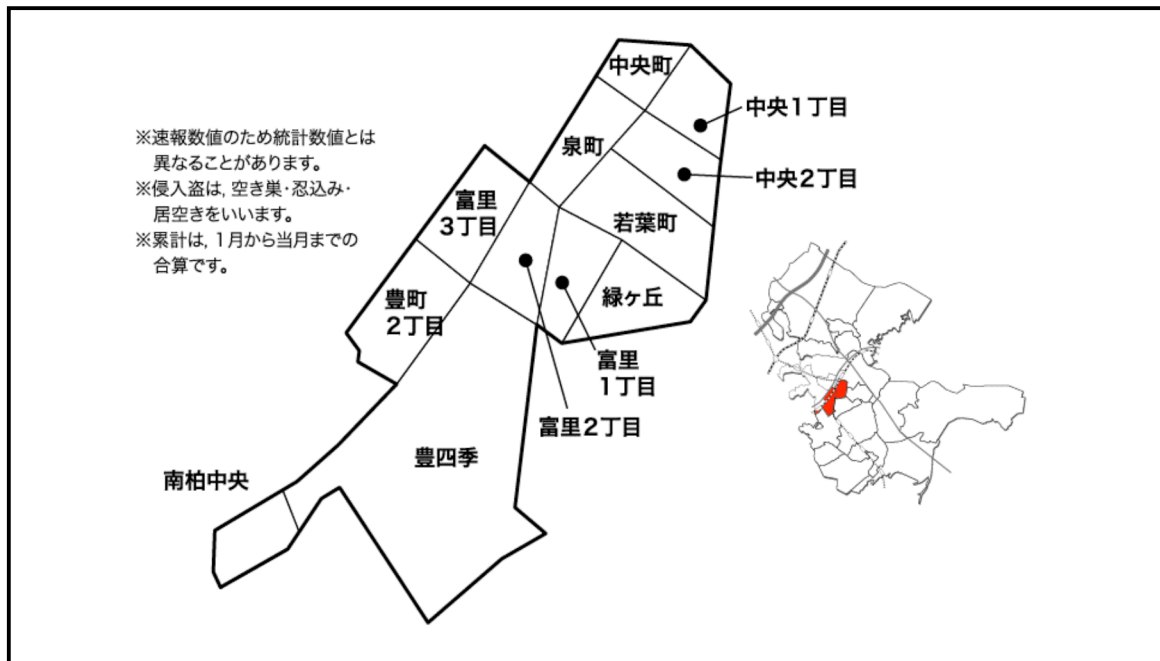 中央町
中央1丁目
※速報数値のため統計数値とは
異なることがあります。
※侵入盗は, 空き巣・忍込み・
居空きをいいます。
※累計は, 1月から当月までの
合算です。
泉町
中央2丁目
富里
3丁目
若葉町
豊町
2丁目
緑ヶ丘
富里
1丁目
富里2丁目
豊四季
南柏中央